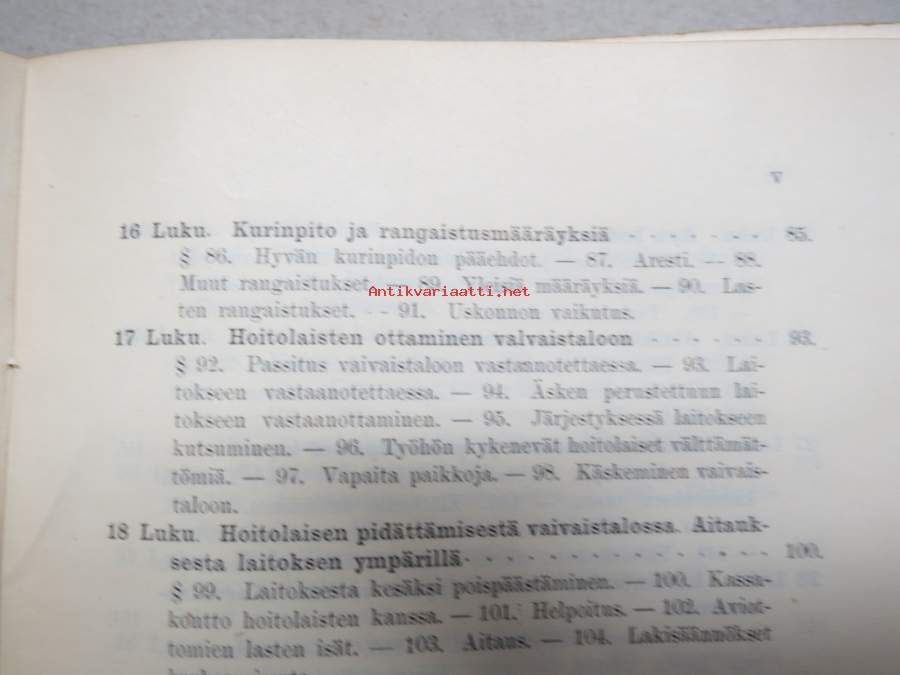 V
16 Luku. Kurinpito ja rangaistusmääräyksiä - - - - - - - 85.
§ 86. Hyvän kurinpidon pääehdot. — 87. Aresti. — 88.
Muut rangaistukset. — 89. Yleisiä määräyksiä. — 90. Las-
Antikvariaatti.net
ten rangaistukset. — 91. Uskonnon vaikutus.
17 Luku. Hoitolaisten ottaminen vaivaistaloon - - - - - - 93.
§ 92. Passitus vaivaistaloon vastaanotettaessa. — 93. Lai-
tokseen vastaanotettaessa. — 94. Äsken perustettuun lai-
tokseen vastaanottaminen. — 95. Järjestyksessä laitokseen
kutsuminen. — 96. Työhön kykenevät hoitolaiset välttämät-
tömiä. — 97. Vapaita paikkoja. — 98. Käskeminen vaivais-
taloon.
18 Luku. Hoitolaisen pidättämisestä vaivaistalossa. Aitauk-
sesta laitoksen ympärillä - - - - - - - - - - - - - - 100.
§ 99. Laitoksesta kesäksi poispäästäminen. — 100. Kassa-
kontto hoitolaisten kanssa. — 101. Helpoitus. — 102. Aviot-
tomien lasten isät. — 103. Aitaus. — 104. Lakisäännökset